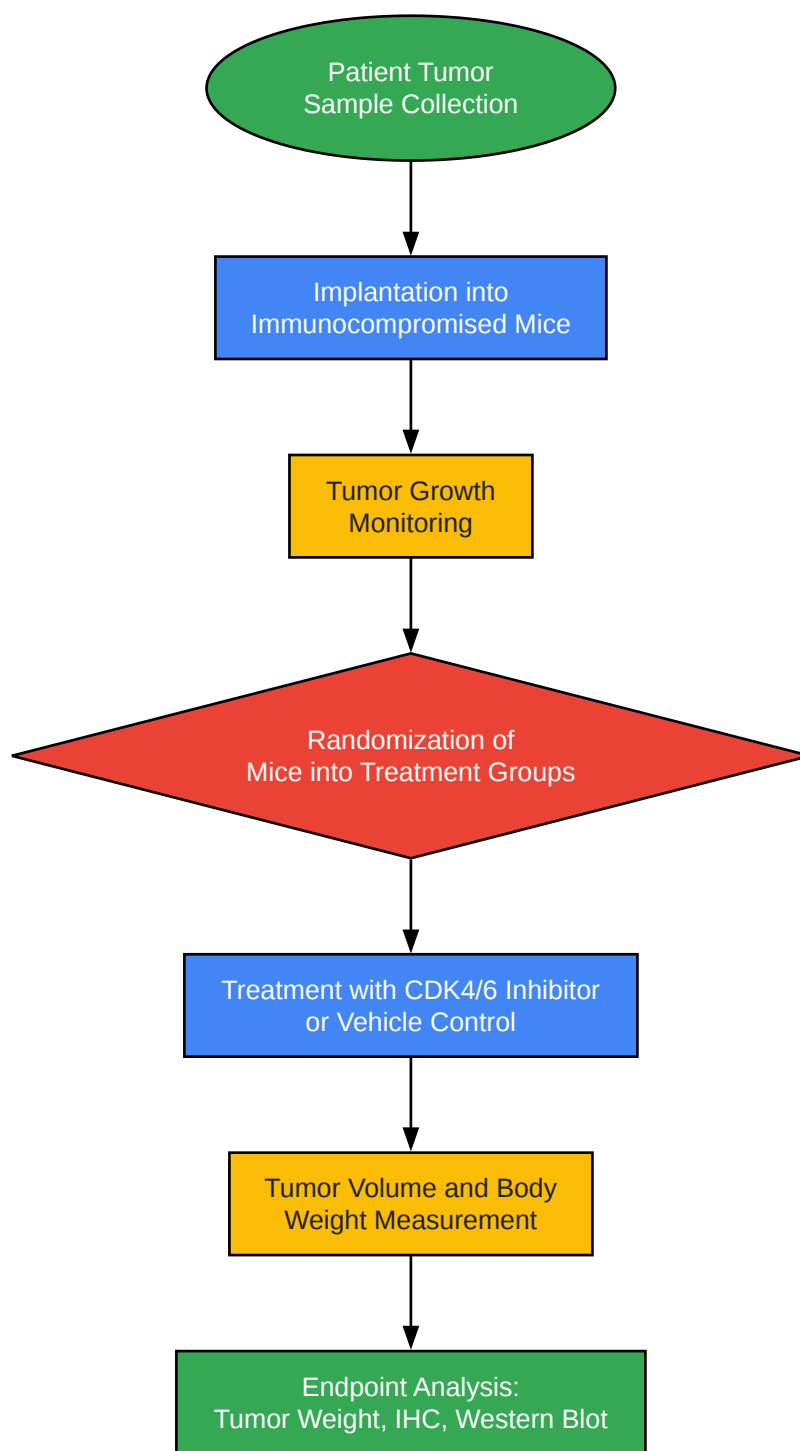 Patient Tumor
Sample Collection
Implantation into
Immunocompromised Mice
Tumor Growth
Monitoring
Randomization of
Mice into Treatment Groups
Treatment with CDK4/6 Inhibitor
or Vehicle Control
Tumor Volume and Body
Weight Measurement
Endpoint Analysis:
Tumor Weight, IHC, Western Blot